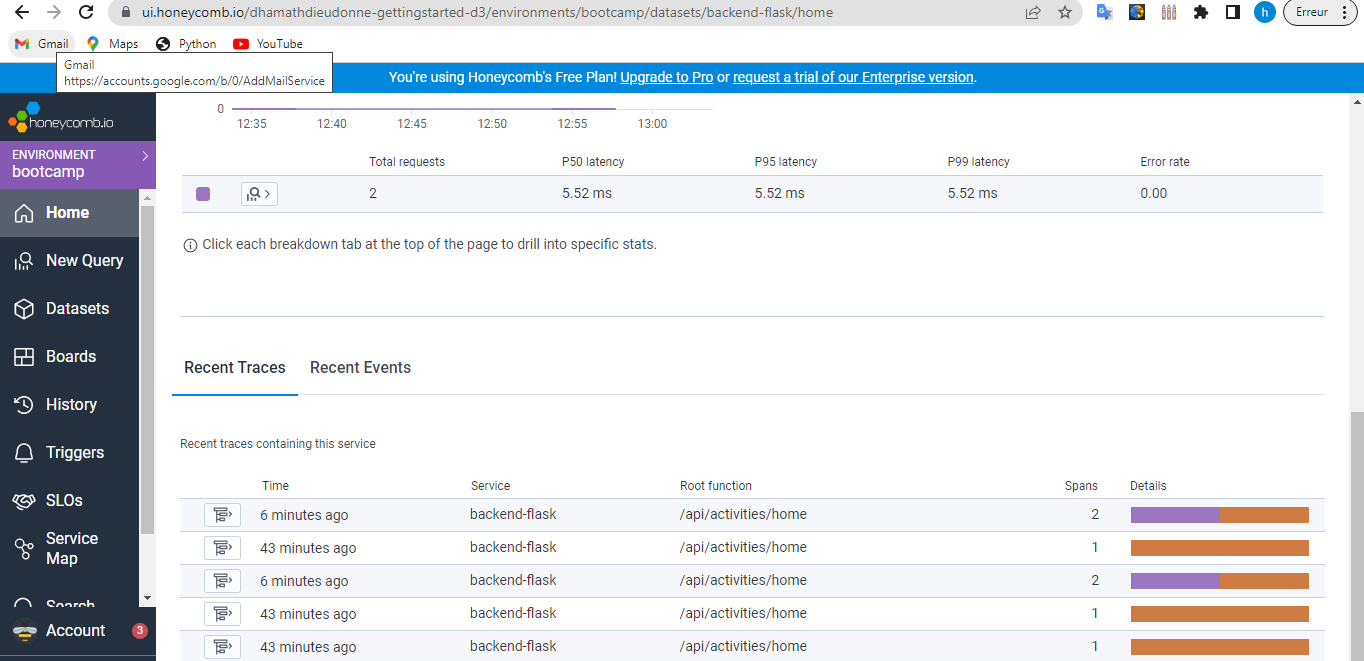 ui.honeycomb.io/dhamathdieudonne-gettingstarted-d3/environments/bootcamp/datasets/backend-flask/home
h
Erreur
Gmail
Maps
Python
YouTube
Gmail
https://accounts.google.com/b/0/AddMailService
You're using Honeycomb's Free Plan! Upgrade to Pro or request a trial of our Enterprise version.
honeycomb.io
ENVIRONMENT
bootcamp
Home
New Query
Datasets
Boards
History
Triggers
SLOs
Service
Map
Search
Account 3
0
12:35 12:40 12:45 12:50 12:55 13:00
Total requests P50 latency P95 latency P99 latency Error rate
2 5.52 ms 5.52 ms 5.52 ms 0.00
Click each breakdown tab at the top of the page to drill into specific stats.
Recent Traces Recent Events
Recent traces containing this service
Time Service Root function Spans Details
6 minutes ago backend-flask /api/activities/home 2
43 minutes ago backend-flask /api/activities/home 1
6 minutes ago backend-flask /api/activities/home 2
43 minutes ago backend-flask /api/activities/home 1
43 minutes ago backend-flask /api/activities/home 1